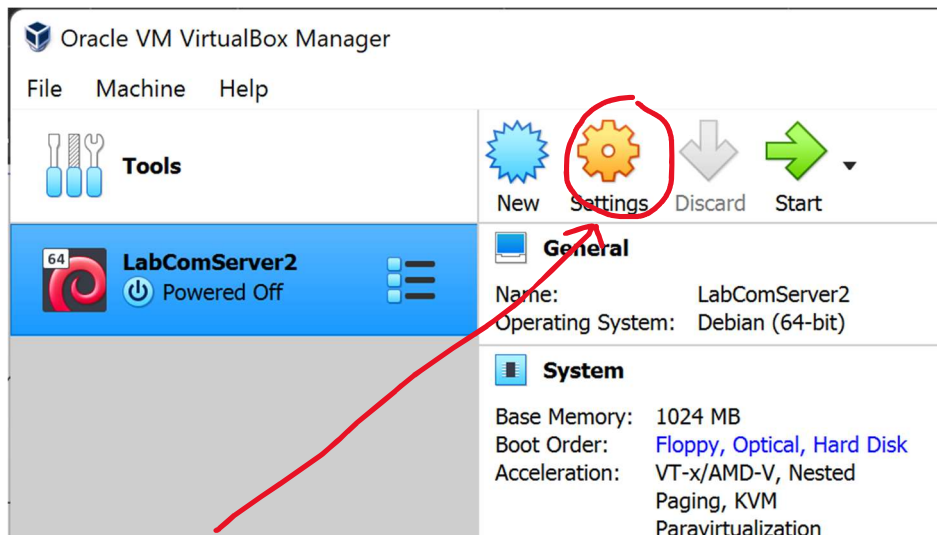 Oracle VM VirtualBox Manager
File Machine Help
Tools
New Settings Discard Start
64
LabComServer2
Powered Off
General
Name: LabComServer2
Operating System: Debian (64-bit)
System
Base Memory: 1024 MB
Boot Order: Floppy, Optical, Hard Disk
Acceleration: VT-x/AMD-V, Nested
Paging, KVM
Paravirtualization